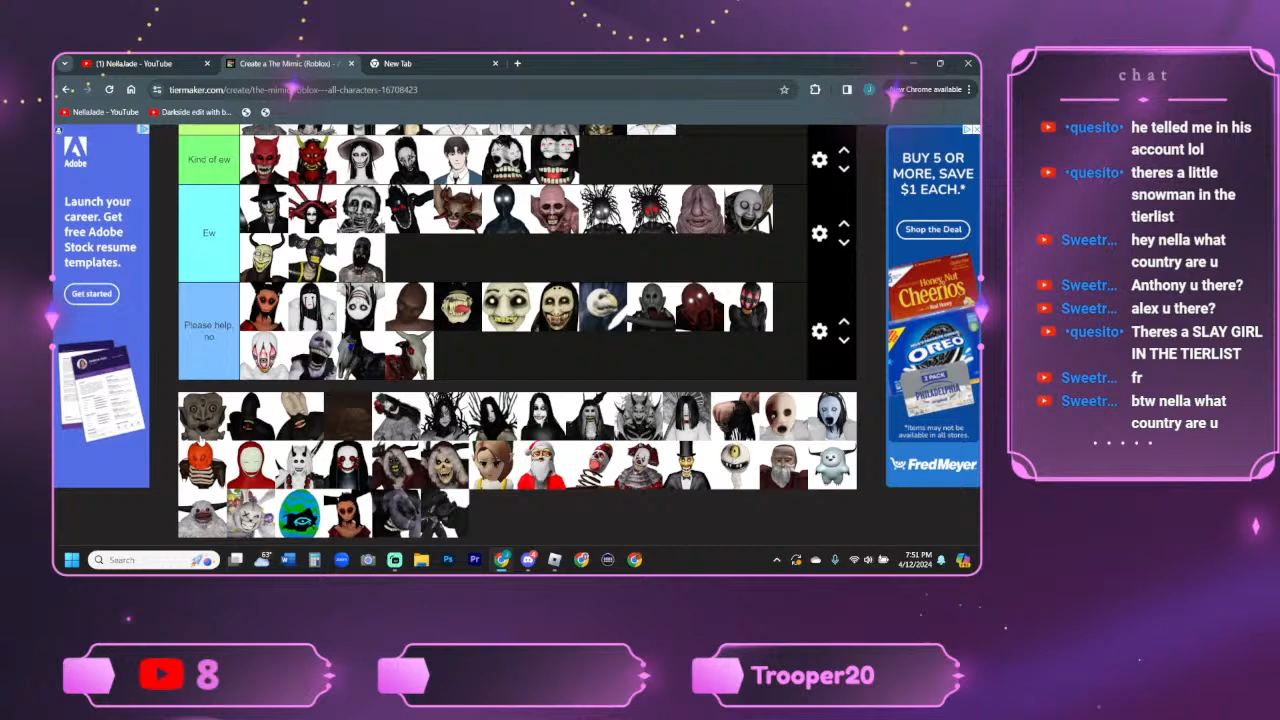 (1) NellaJade - YouTube
Create a The Mimic (Roblox) - /
New Tab
tiermaker.com/create/the-mimic-roblox---all-characters-16708423
New Chrome available
NellaJade - YouTube
Darkside edit with b...
Adobe
Launch your
career. Get
free Adobe
Stock resume
templates.
Get started
Kind of ew
Ew
Please help,
no
BUY 5 OR
MORE, SAVE
$1 EACH.*
Shop the Deal
Honey Nut
Cheerios
OREO
2 PACK
PHILADELPHIA
*Items may not be
available in all stores.
FredMeyer
Search
63°
7:51 PM
4/12/2024
chat
•quesito• he telled me in his
account lol
•quesito• theres a little
snowman in the
tierlist
Sweetr... hey nella what
country are u
Sweetr... Anthony u there?
Sweetr... alex u there?
•quesito• Theres a SLAY GIRL
IN THE TIERLIST
Sweetr... fr
Sweetr... btw nella what
country are u
8
Trooper20